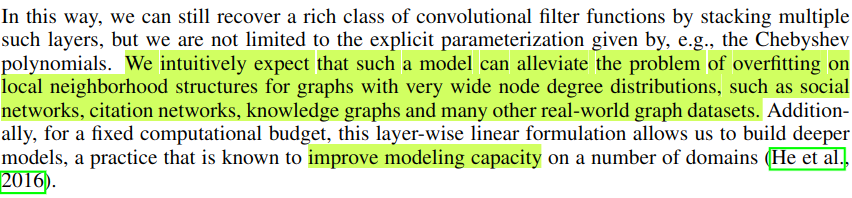 In this way, we can still recover a rich class of convolutional filter functions by stacking multiple
such layers, but we are not limited to the explicit parameterization given by, e.g., the Chebyshev
polynomials. We intuitively expect that such a model can alleviate the problem of overfitting on
local neighborhood structures for graphs with very wide node degree distributions, such as social
networks, citation networks, knowledge graphs and many other real-world graph datasets. Addition-
ally, for a fixed computational budget, this layer-wise linear formulation allows us to build deeper
models, a practice that is known to improve modeling capacity on a number of domains (He et al.,
2016).